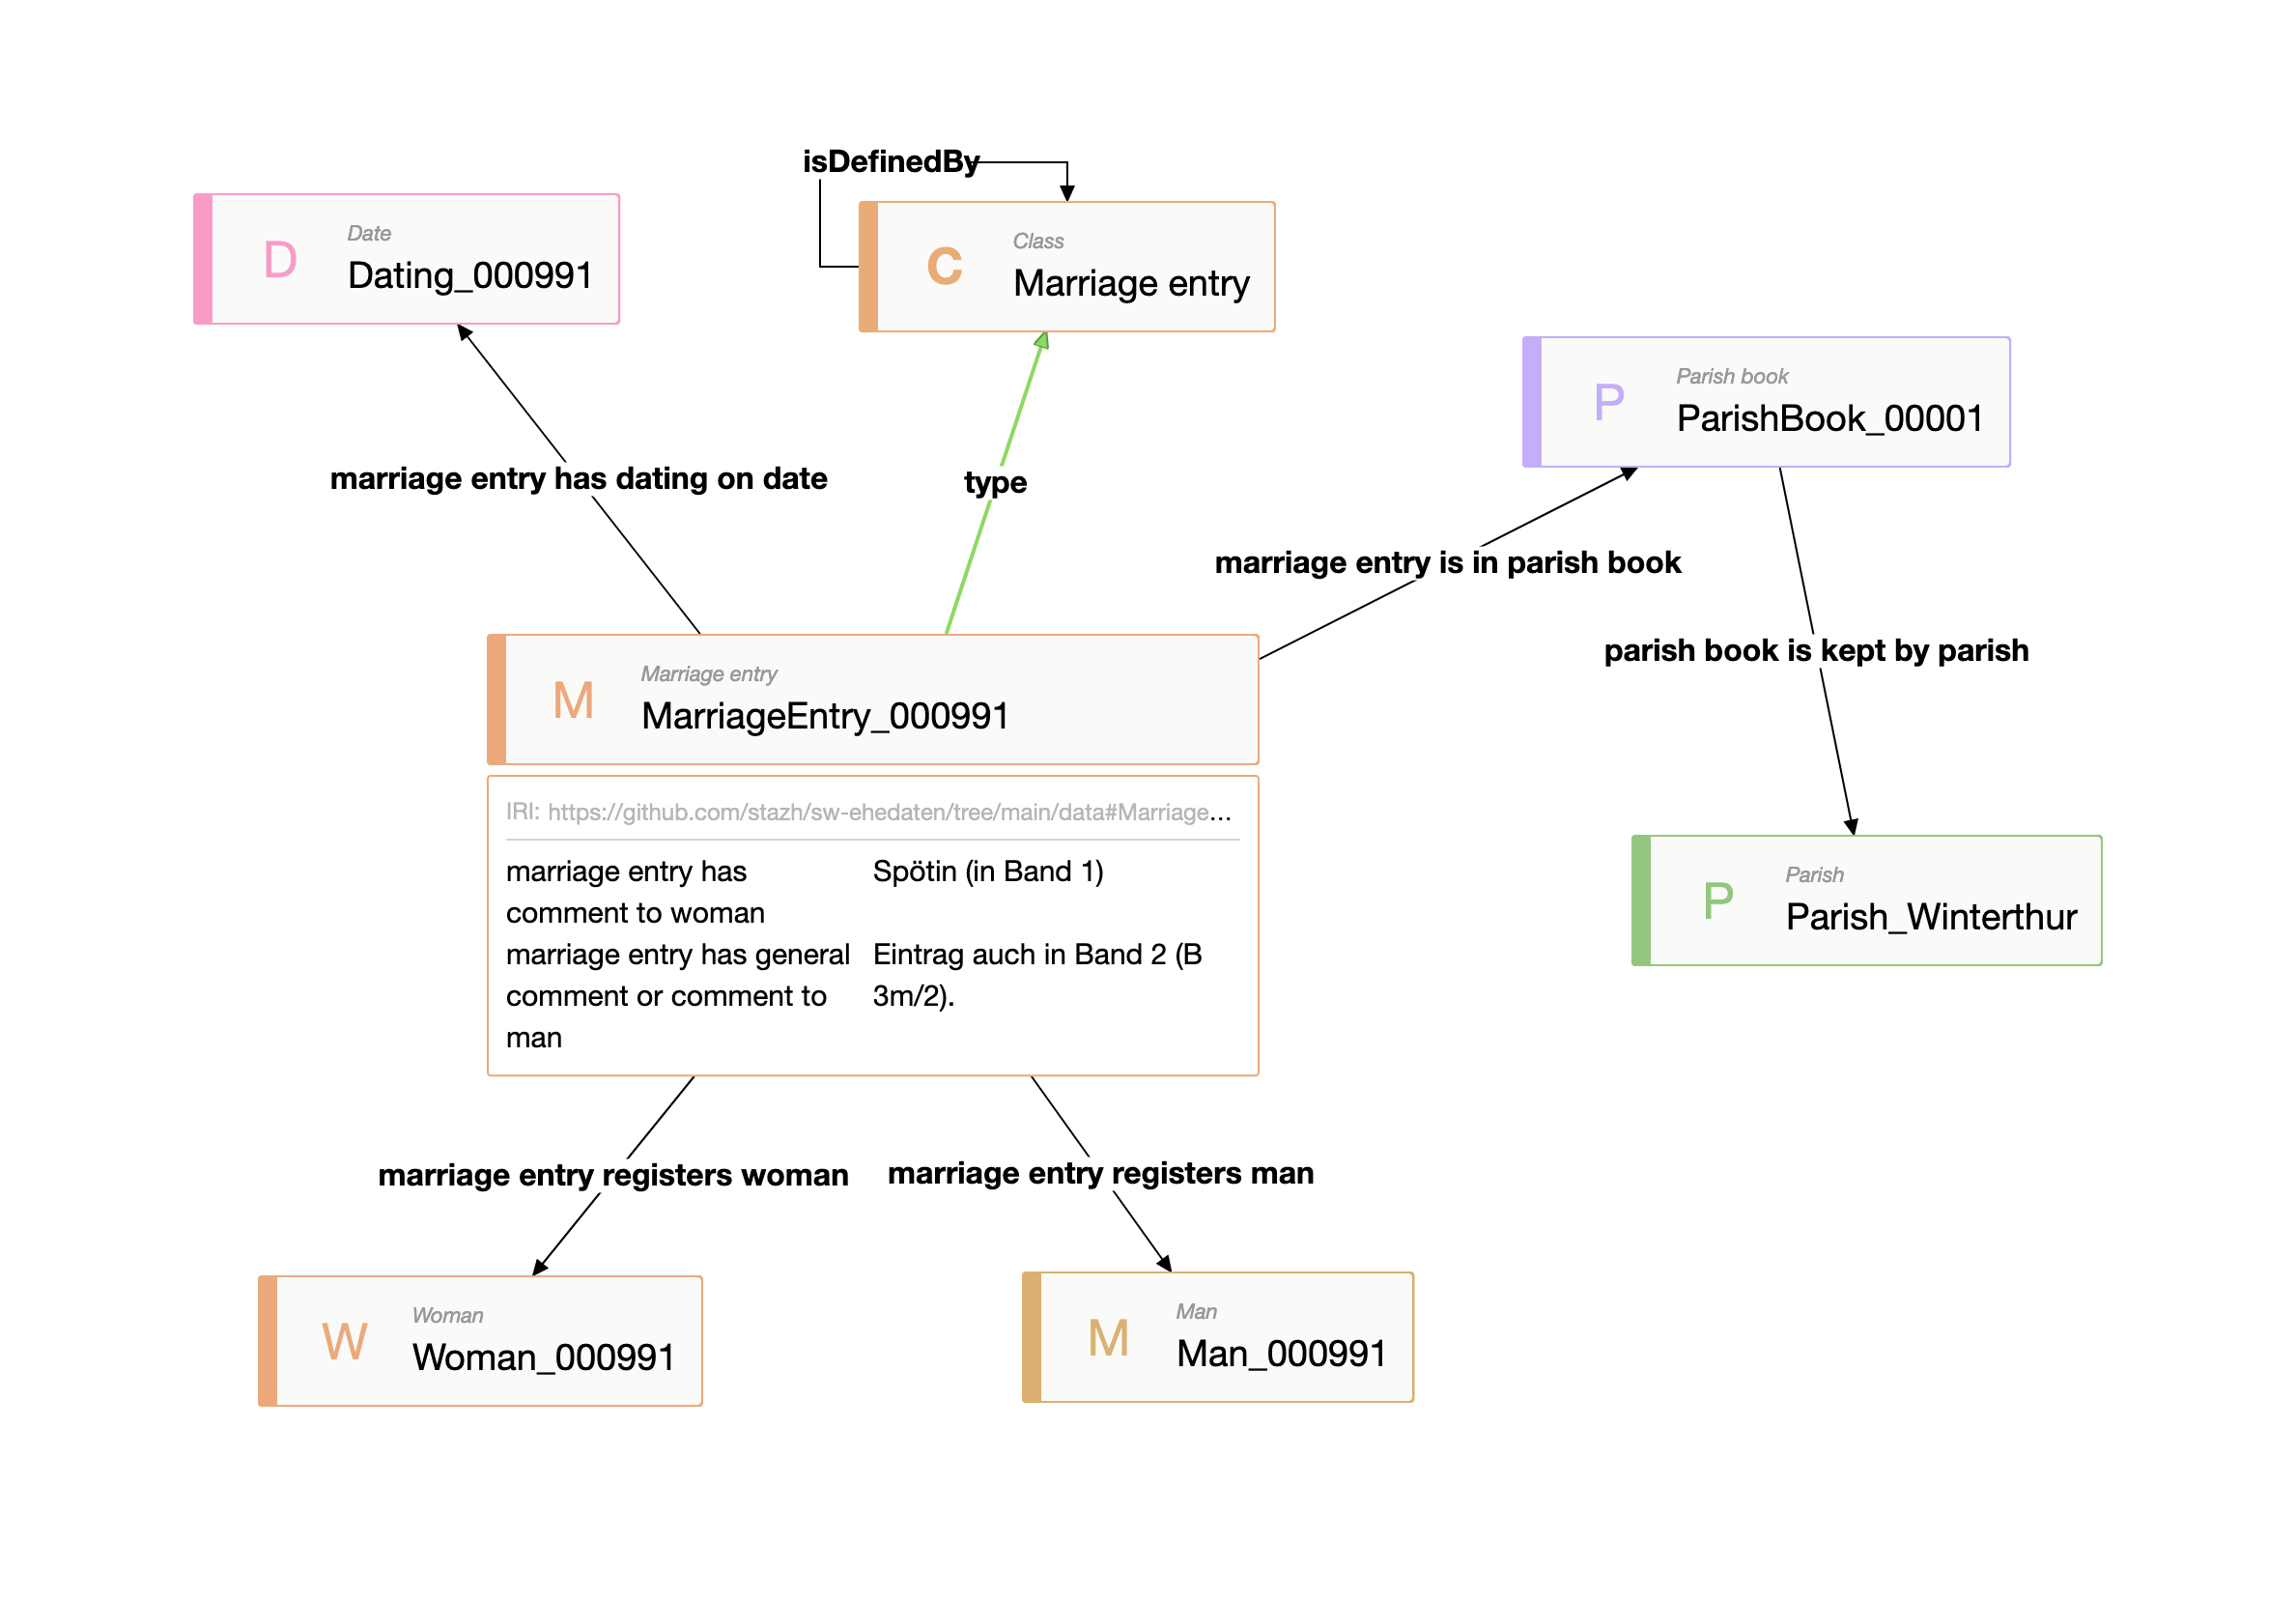 isDefinedBy
Date
D
Dating_000991
Class
C
Marriage entry
Parish book
P
ParishBook_00001
marriage entry has dating on date
type
marriage entry is in parish book
parish book is kept by parish
Marriage entry
M
MarriageEntry_000991
IRI: https://github.com/stazh/sw-ehedaten/tree/main/data#Marriage...
marriage entry has
comment to woman
Spötin (in Band 1)
marriage entry has general
comment or comment to
man
Eintrag auch in Band 2 (B
3m/2).
Parish
P
Parish_Winterthur
marriage entry registers woman
marriage entry registers man
Woman
W
Woman_000991
Man
M
Man_000991